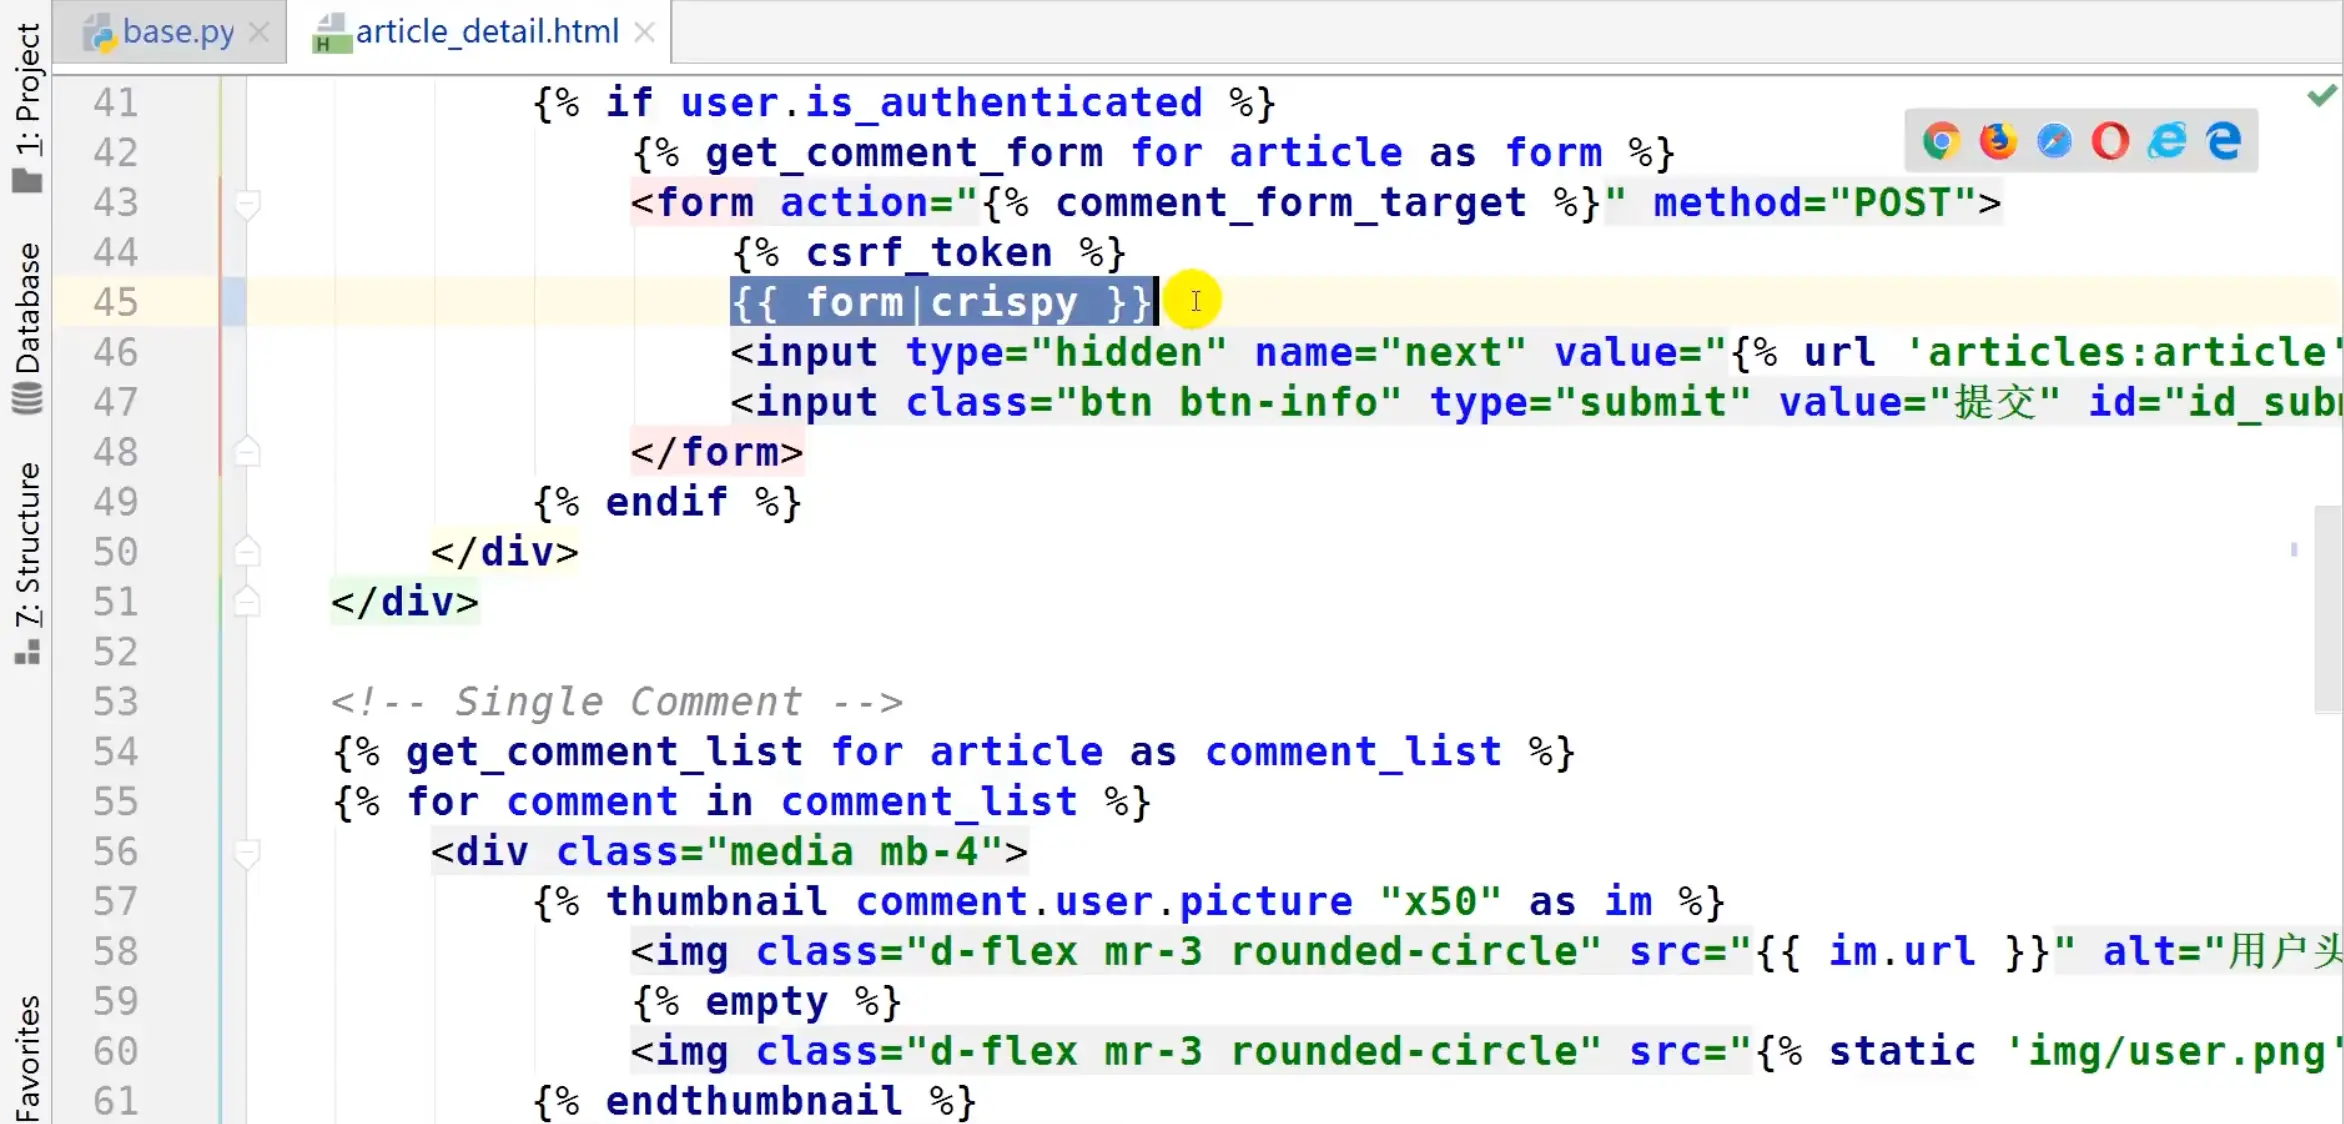 base.py
article_detail.html
1: Project
Database
7: Structure
Favorites
41 {% if user.is_authenticated %}
42 {% get_comment_form for article as form %}
43 <form action="{% comment_form_target %}" method="POST">
44 {% csrf_token %}
45 {{ form|crispy }}
46 <input type="hidden" name="next" value="{% url 'articles:article'
47 <input class="btn btn-info" type="submit" value="提交" id="id_sub
48 </form>
49 {% endif %}
50 </div>
51 </div>
52
53 <!-- Single Comment -->
54 {% get_comment_list for article as comment_list %}
55 {% for comment in comment_list %}
56 <div class="media mb-4">
57 {% thumbnail comment.user.picture "x50" as im %}
58 <img class="d-flex mr-3 rounded-circle" src="{{ im.url }}" alt="用户头
59 {% empty %}
60 <img class="d-flex mr-3 rounded-circle" src="{% static 'img/user.png'
61 {% endthumbnail %}